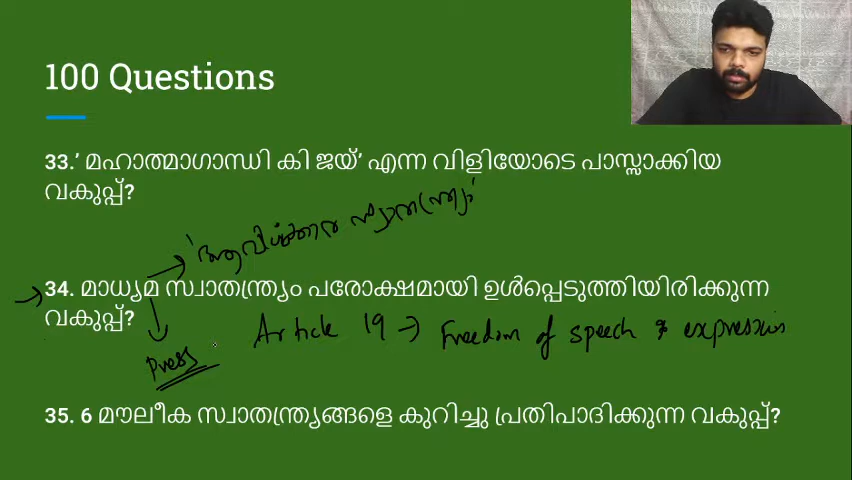 100 Questions
33.‘ മഹാത്മാഗാന്ധി കി ജയ്’ എന്ന വിളിയോടെ പാസ്സാക്കിയ
വകുപ്പ്?
'ആവിഷ്ക്കാര സ്വാതന്ത്ര്യം'
34. മാധ്യമ സ്വാതന്ത്ര്യം പരോക്ഷമായി ഉൾപ്പെടുത്തിയിരിക്കുന്ന
വകുപ്പ്?
Article 19 → Freedom of speech & expression
Press
35. 6 മൗലീക സ്വാതന്ത്ര്യങ്ങളെ കുറിച്ചു പ്രതിപാദിക്കുന്ന വകുപ്പ്?